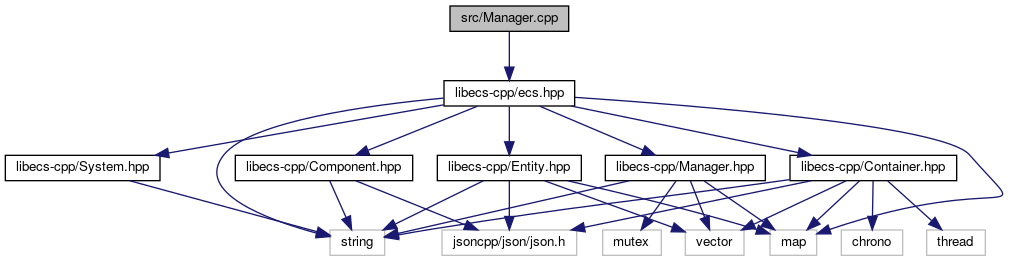 src/Manager.cpp
libecs-cpp/ecs.hpp
libecs-cpp/System.hpp
libecs-cpp/Component.hpp
libecs-cpp/Entity.hpp
libecs-cpp/Manager.hpp
libecs-cpp/Container.hpp
string
jsoncpp/json/json.h
mutex
vector
map
chrono
thread